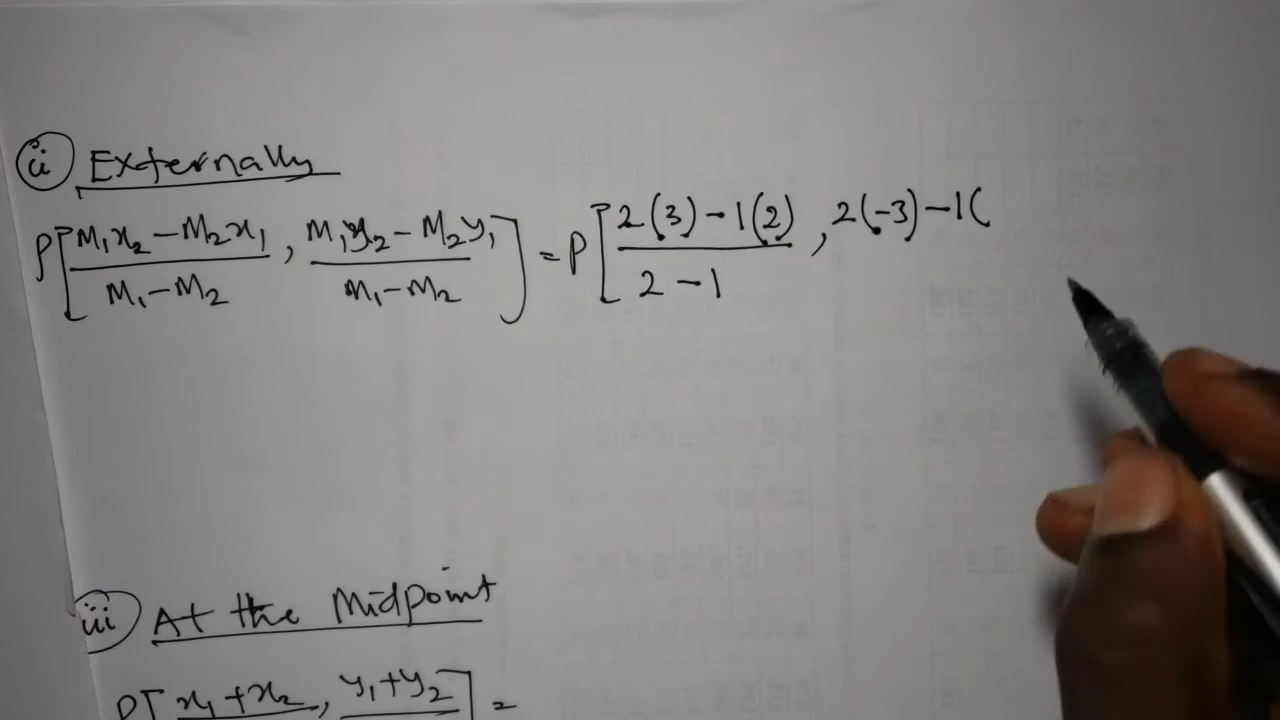 ii Externally
P[M₁x₂ - M₂x₁ / M₁ - M₂, M₁y₂ - M₂y₁ / M₁ - M₂] = P[2(3) - 1(2) / 2 - 1, 2(-3) - 1(
iii At the Midpoint
P[x₁ + x₂, y₁ + y₂] =